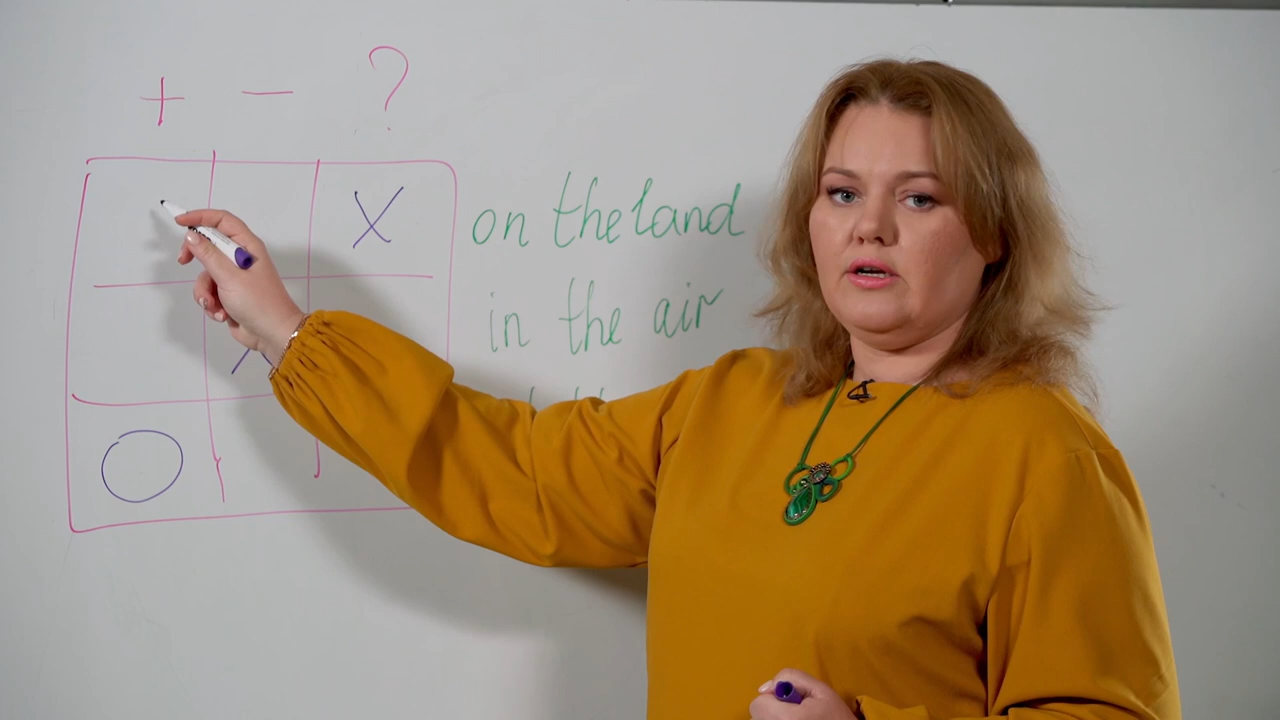 + − ?
X on the land
in the air
O